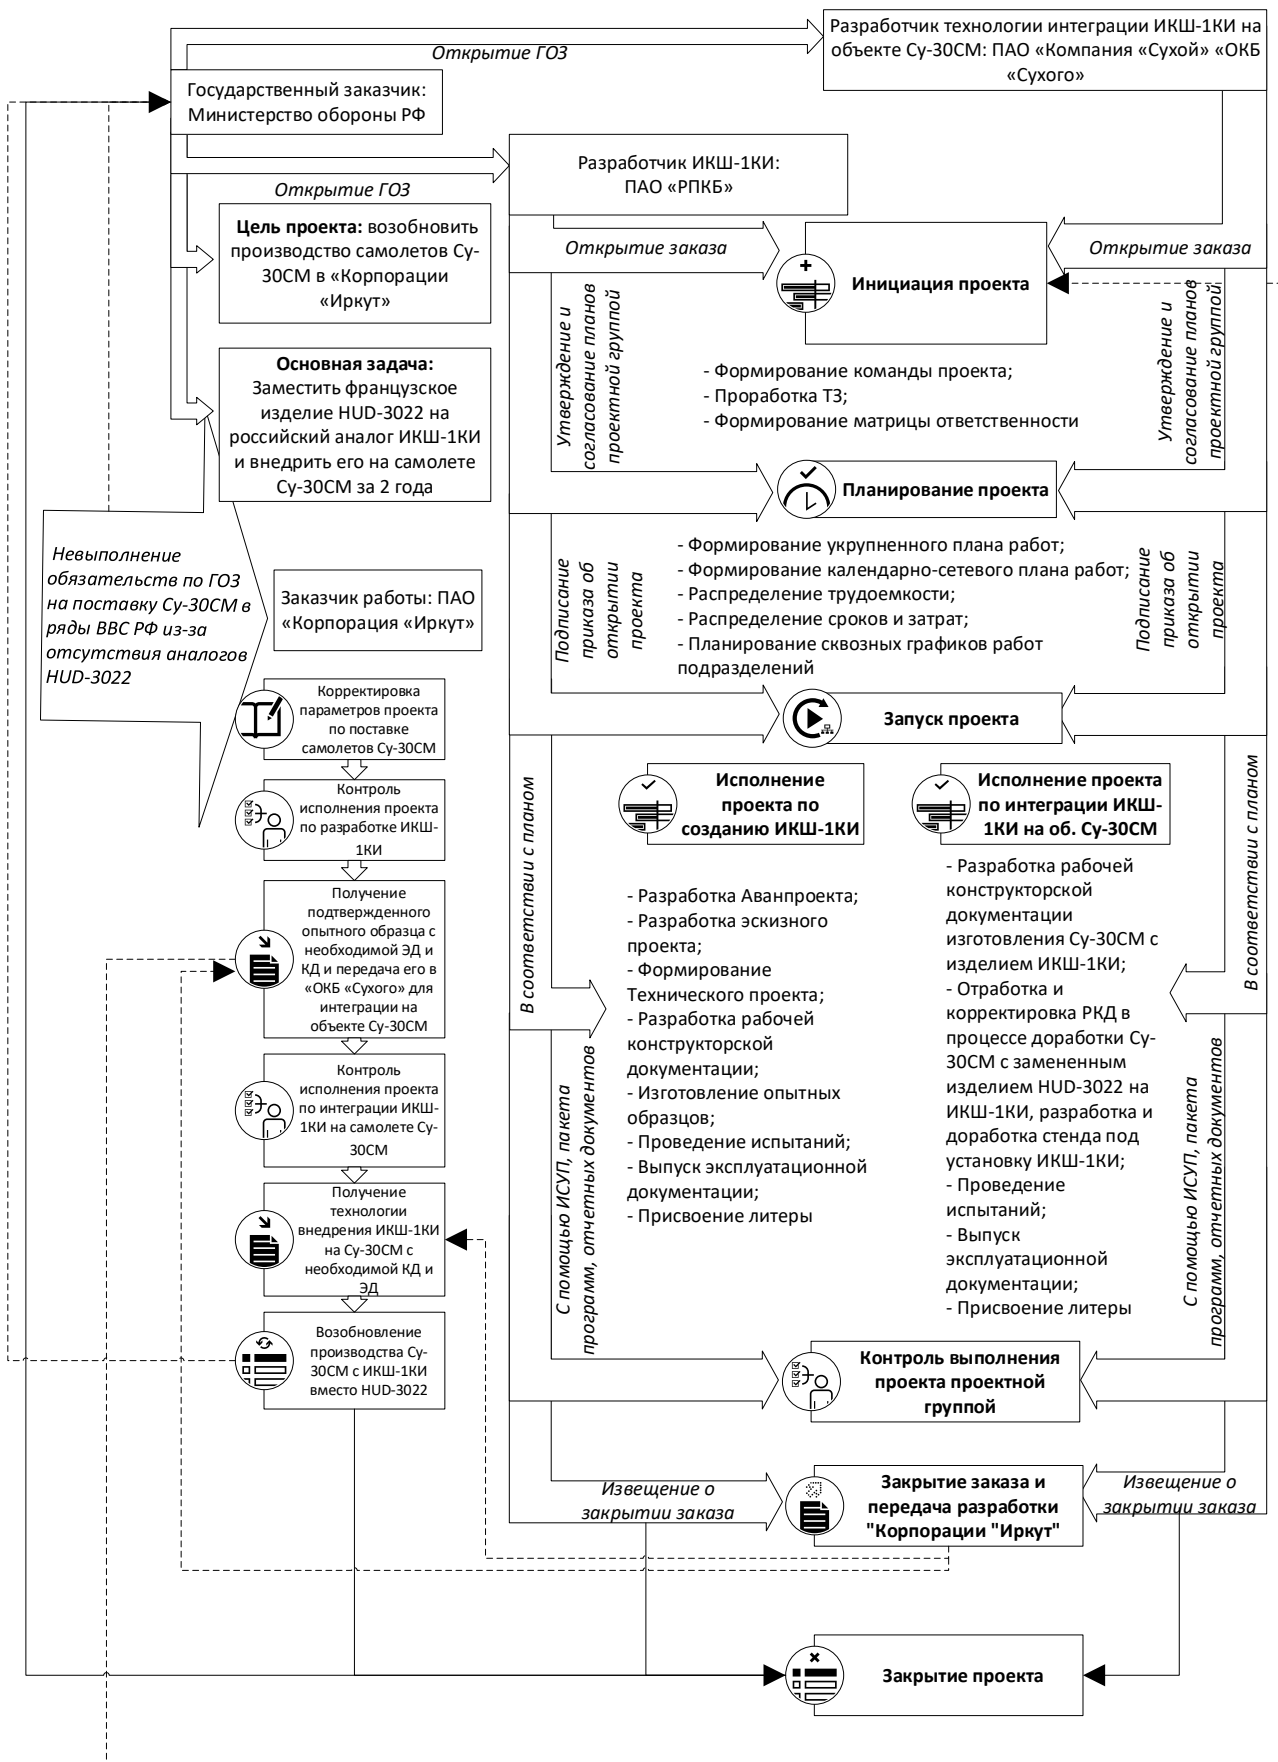 Разработчик технологии интеграции ИКШ-1КИ на
объекте Су-30СМ: ПАО «Компания «Сухой» «ОКБ
«Сухого»
Открытие ГОЗ
Государственный заказчик:
Министерство обороны РФ
Разработчик ИКШ-1КИ:
ПАО «РПКБ»
Открытие ГОЗ
Цель проекта: возобновить
производство самолетов Су-
30СМ в «Корпорации
«Иркут»
Открытие заказа
Инициация проекта
Открытие заказа
Утверждение и
согласование планов
проектной группой
- Формирование команды проекта;
- Проработка ТЗ;
- Формирование матрицы ответственности
Утверждение и
согласование планов
проектной группой
Основная задача:
Заместить французское
изделие HUD-3022 на
российский аналог ИКШ-1КИ
и внедрить его на самолете
Су-30СМ за 2 года
Планирование проекта
Невыполнение
обязательств по ГОЗ
на поставку Су-30СМ в
ряды ВВС РФ из-за
отсутствия аналогов
HUD-3022
Заказчик работы: ПАО
«Корпорация «Иркут»
Подписание
приказа об
открытии
проекта
- Формирование укрупненного плана работ;
- Формирование календарно-сетевого плана работ;
- Распределение трудоемкости;
- Распределение сроков и затрат;
- Планирование сквозных графиков работ
подразделений
Подписание
приказа об
открытии
проекта
Запуск проекта
Корректировка
параметров проекта
по поставке
самолетов Су-30СМ
Контроль
исполнения проекта
по разработке ИКШ-
1КИ
Получение
подтвержденного
опытного образца с
необходимой ЭД и
КД и передача его в
«ОКБ «Сухого» для
интеграции на
объекте Су-30СМ
Контроль
исполнения проекта
по интеграции ИКШ-
1КИ на самолете Су-
30СМ
Получение
технологии
внедрения ИКШ-1КИ
на Су-30СМ с
необходимой КД и
ЭД
Возобновление
производства Су-
30СМ с ИКШ-1КИ
вместо HUD-3022
В соответствии с планом
Исполнение
проекта по
созданию ИКШ-1КИ
- Разработка Аванпроекта;
- Разработка эскизного
проекта;
- Формирование
Технического проекта;
- Разработка рабочей
конструкторской
документации;
- Изготовление опытных
образцов;
- Проведение испытаний;
- Выпуск эксплуатационной
документации;
- Присвоение литеры
Исполнение проекта
по интеграции ИКШ-
1КИ на об. Су-30СМ
- Разработка рабочей
конструкторской
документации
изготовления Су-30СМ с
изделием ИКШ-1КИ;
- Отработка и
корректировка РКД в
процессе доработки Су-
30СМ с замененным
изделием HUD-3022 на
ИКШ-1КИ, разработка и
доработка стенда под
установку ИКШ-1КИ;
- Проведение
испытаний;
- Выпуск
эксплуатационной
документации;
- Присвоение литеры
В соответствии с планом
С помощью ИСУП, пакета
программ, отчетных документов
С помощью ИСУП, пакета
программ, отчетных документов
Контроль выполнения
проекта проектной
группой
Извещение о
закрытии заказа
Закрытие заказа и
передача разработки
"Корпорации "Иркут"
Извещение о
закрытии заказа
Закрытие проекта